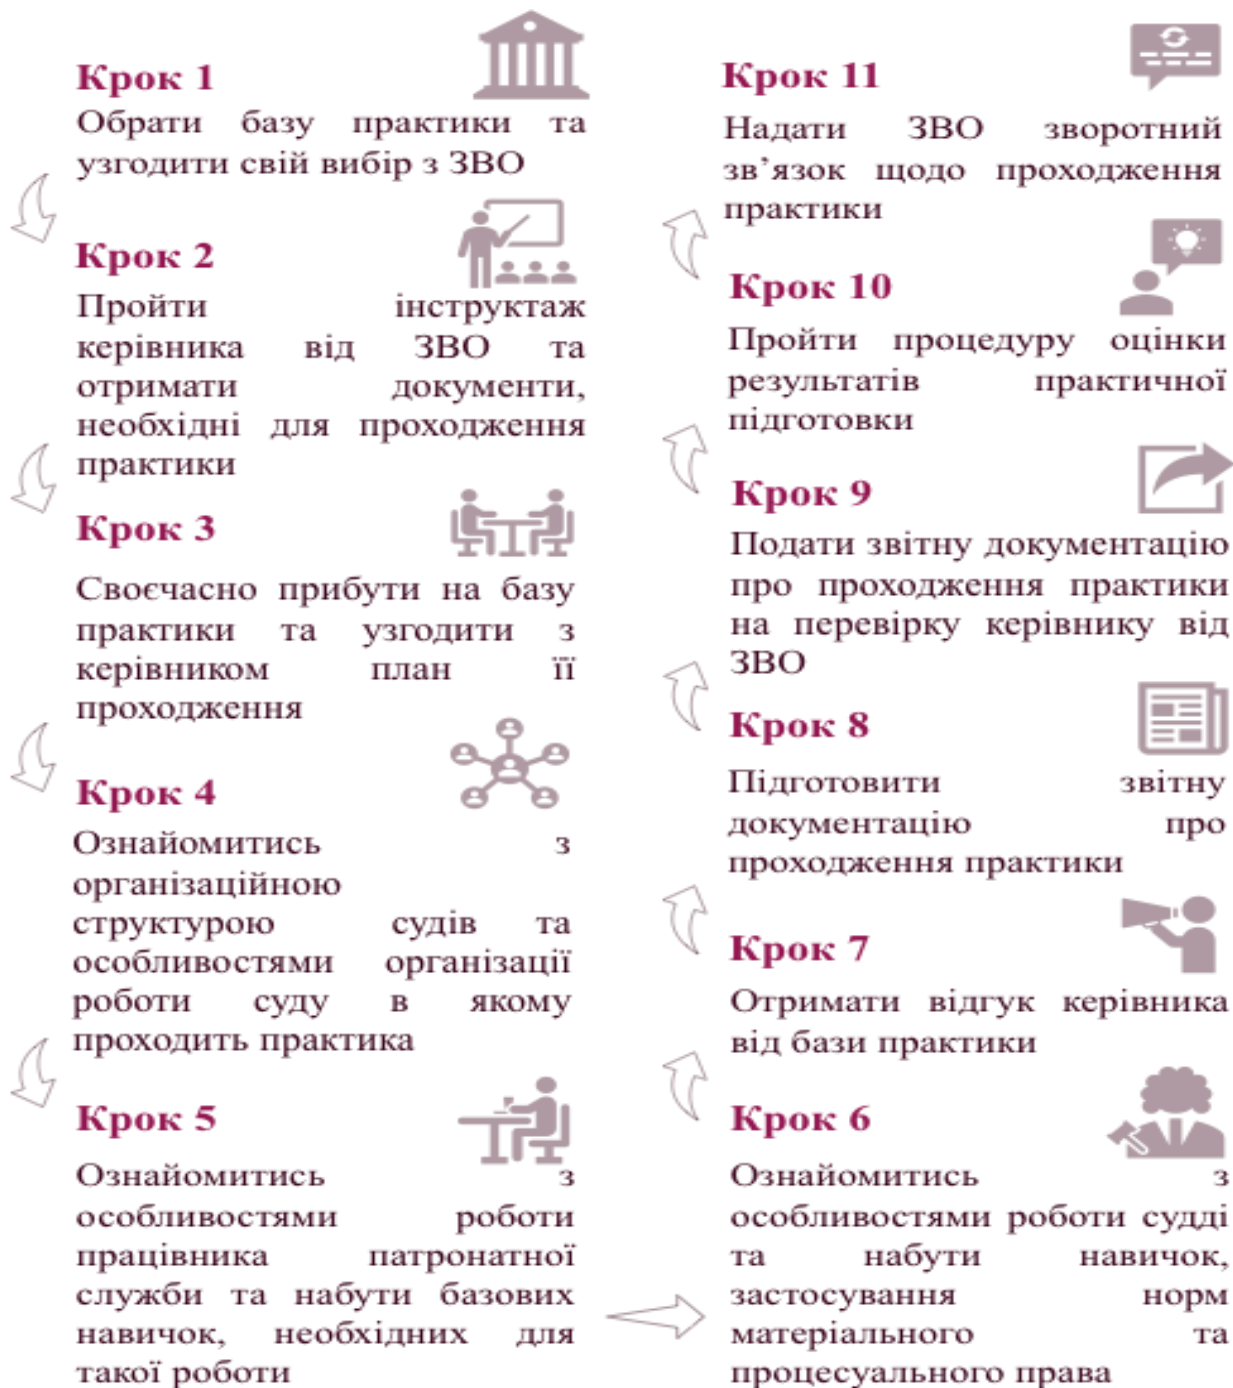 Крок 1
Обрати базу практики та
узгодити свій вибір з ЗВО
Крок 2
Пройти інструктаж
керівника від ЗВО та
отримати документи,
необхідні для проходження
практики
Крок 3
Своєчасно прибути на базу
практики та узгодити з
керівником план її
проходження
Крок 4
Ознайомитись з
організаційною
структурою судів та
особливостями організації
роботи суду в якому
проходить практика
Крок 5
Ознайомитись з
особливостями роботи
працівника патронатної
служби та набути базових
навичок, необхідних для
такої роботи
Крок 6
Ознайомитись з
особливостями роботи судді
та набути навичок,
застосування норм
матеріального та
процесуального права
Крок 7
Отримати відгук керівника
від бази практики
Крок 8
Підготовити звітну
документацію про
проходження практики
Крок 9
Подати звітну документацію
про проходження практики
на перевірку керівнику від
ЗВО
Крок 10
Пройти процедуру оцінки
результатів практичної
підготовки
Крок 11
Надати ЗВО зворотний
зв’язок щодо проходження
практики